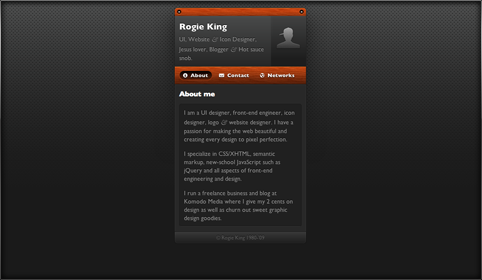 Rogie King
UI, Website & Icon Designer,
Jesus lover, Blogger & Hot sauce
snob.
About Contact Networks
About me
I am a UI designer, front-end engineer, icon
designer, logo & website designer. I have a
passion for making the web beautiful and
creating every design to pixel perfection.
I specialize in CSS/XHTML, semantic
markup, new-school JavaScript such as
jQuery and all aspects of front-end
engineering and design.
I run a freelance business and blog at
Komodo Media where I give my 2 cents on
design as well as churn out sweet graphic
design goodies.
© Rogie King 1980-09